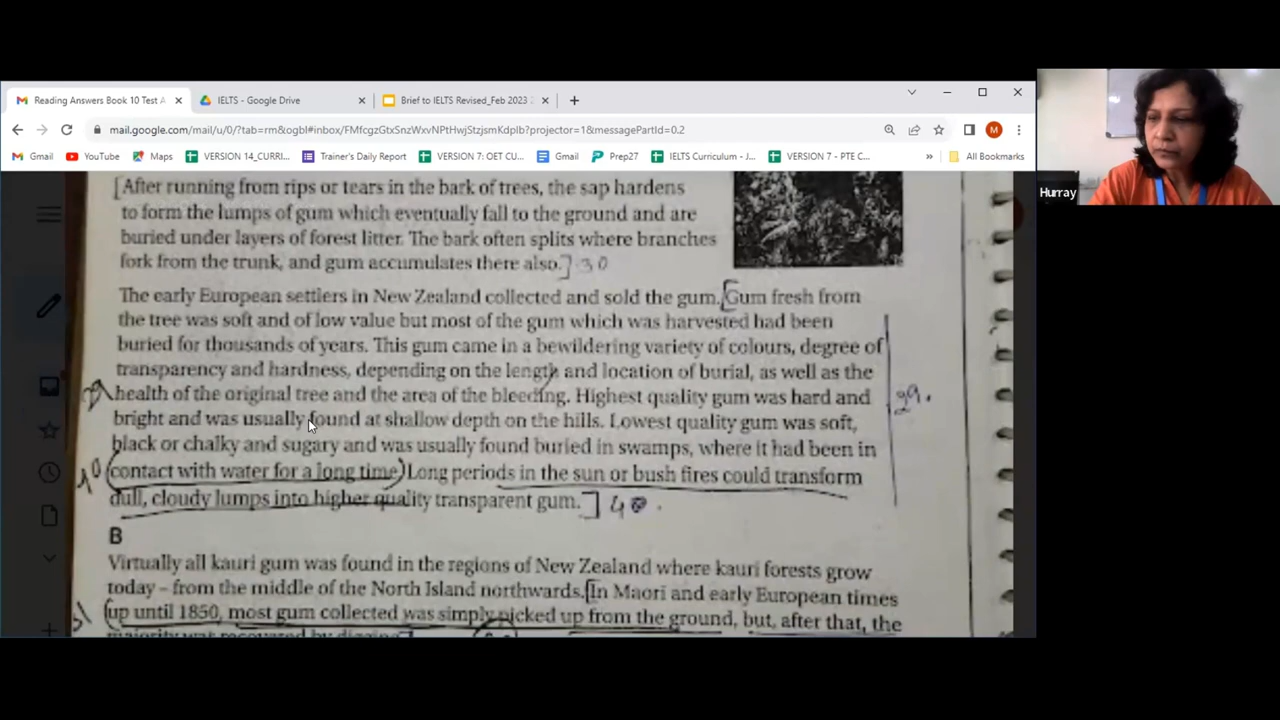 Reading Answers Book 10 Test A
IELTS - Google Drive
Brief to IELTS Revised_Feb 2023
mail.google.com/mail/u/0/?tab=rm&ogbl#inbox/FMfcgzGtxSnzWxvNPtHwjStzjsmKdpIb?projector=1&messagePartId=0.2
M
Gmail
YouTube
Maps
VERSION 14_CURRI...
Trainer's Daily Report
VERSION 7: OET CU...
Gmail
Prep27
IELTS Curriculum - J...
VERSION 7 - PTE C...
»
All Bookmarks
Hurray
[After running from rips or tears in the bark of trees, the sap hardens
to form the lumps of gum which eventually fall to the ground and are
buried under layers of forest litter. The bark often splits where branches
fork from the trunk, and gum accumulates there also.] 30
The early European settlers in New Zealand collected and sold the gum. [Gum fresh from
the tree was soft and of low value but most of the gum which was harvested had been
buried for thousands of years. This gum came in a bewildering variety of colours, degree of
transparency and hardness, depending on the length and location of burial, as well as the
health of the original tree and the area of the bleeding. Highest quality gum was hard and
29.
bright and was usually found at shallow depth on the hills. Lowest quality gum was soft,
black or chalky and sugary and was usually found buried in swamps, where it had been in
40 (contact with water for a long time) Long periods in the sun or bush fires could transform
dull, cloudy lumps into higher quality transparent gum.] 40.
B
Virtually all kauri gum was found in the regions of New Zealand where kauri forests grow
today – from the middle of the North Island northwards. [In Maori and early European times
(up until 1850, most gum collected was simply picked up from the ground, but, after that, the
majority was recovered by digging.]